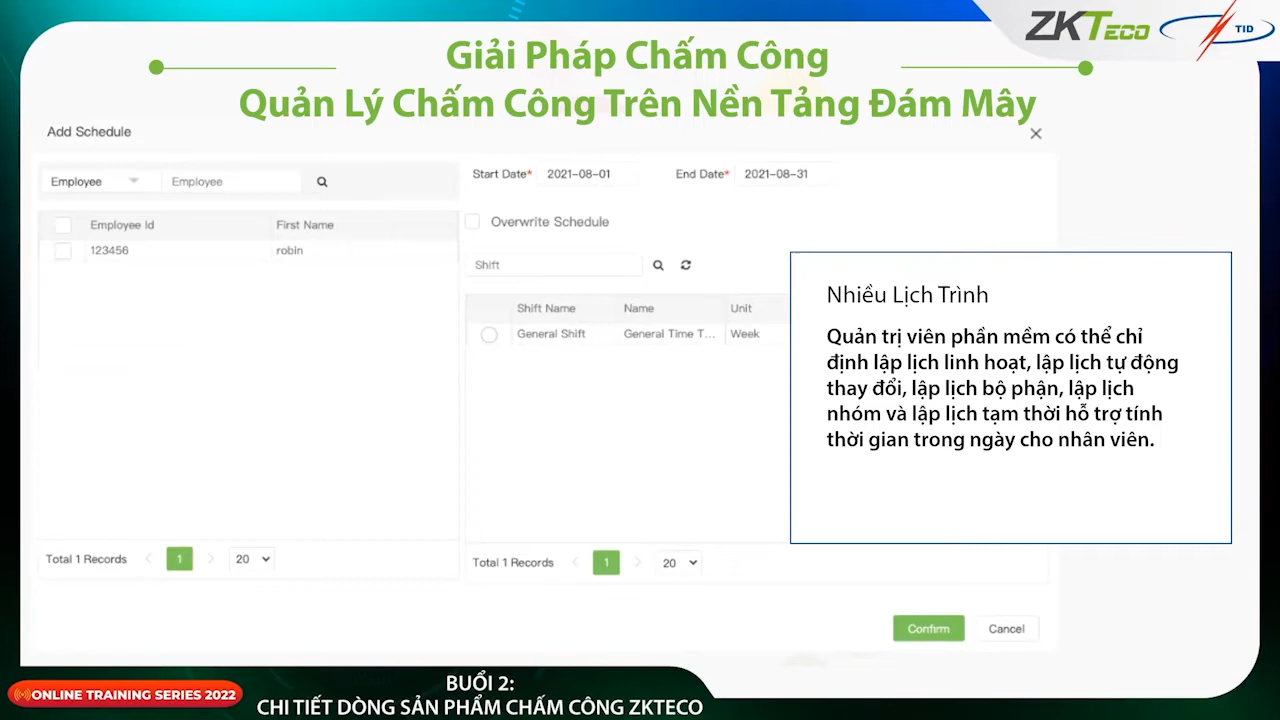 ZKTeco
TID
Giải Pháp Chấm Công
Quản Lý Chấm Công Trên Nền Tảng Đám Mây
Add Schedule
Employee
Employee
Start Date*
2021-08-01
End Date*
2021-08-31
Employee Id
First Name
123456
robin
Overwrite Schedule
Shift
Shift Name
Name
Unit
General Shift
General Time T...
Week
Nhiều Lịch Trình
Quản trị viên phần mềm có thể chỉ
định lập lịch linh hoạt, lập lịch tự động
thay đổi, lập lịch bộ phận, lập lịch
nhóm và lập lịch tạm thời hỗ trợ tính
thời gian trong ngày cho nhân viên.
Total 1 Records
1
20
Total 1 Records
1
20
Confirm
Cancel
ONLINE TRAINING SERIES 2022
BUỔI 2:
CHI TIẾT DÒNG SẢN PHẨM CHẤM CÔNG ZKTECO